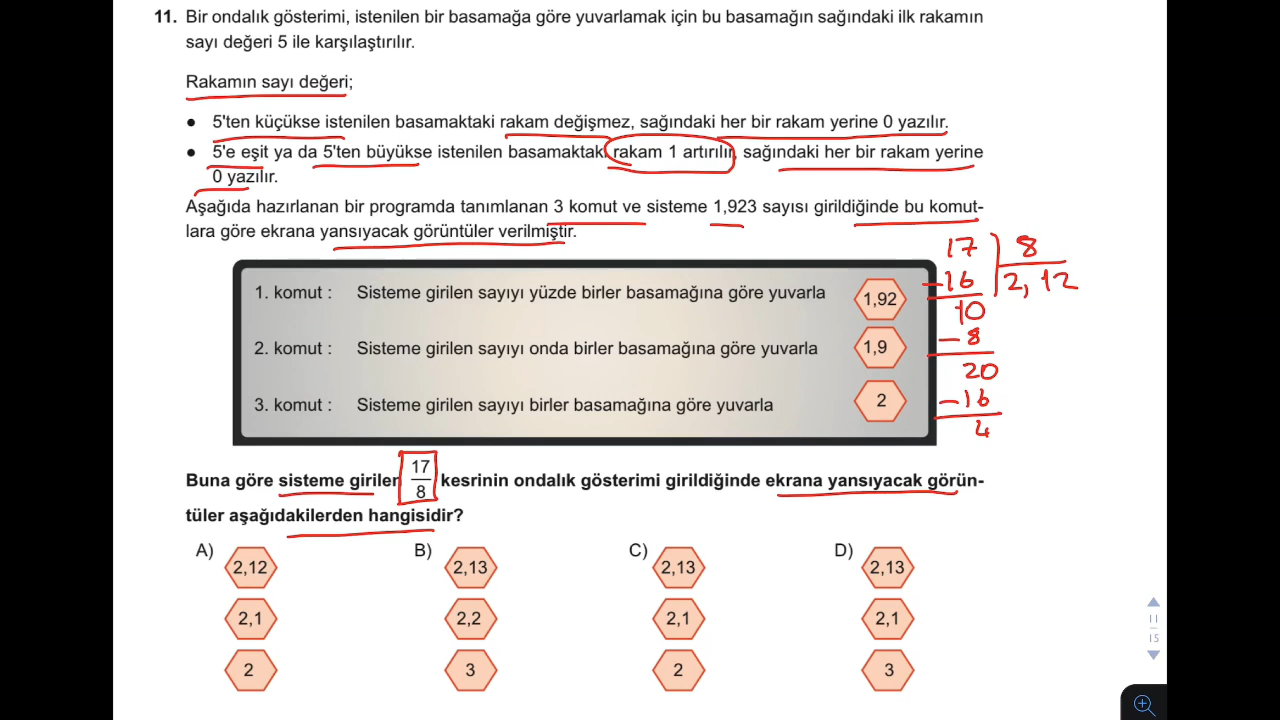 11. Bir ondalık gösterimi, istenilen bir basamağa göre yuvarlamak için bu basamağın sağındaki ilk rakamın
sayı değeri 5 ile karşılaştırılır.
Rakamın sayı değeri;
● 5'ten küçükse istenilen basamaktaki rakam değişmez, sağındaki her bir rakam yerine 0 yazılır.
● 5'e eşit ya da 5'ten büyükse istenilen basamaktaki rakam 1 artırılır, sağındaki her bir rakam yerine
0 yazılır.
Aşağıda hazırlanan bir programda tanımlanan 3 komut ve sisteme 1,923 sayısı girildiğinde bu komut-
lara göre ekrana yansıyacak görüntüler verilmiştir.
1. komut : Sisteme girilen sayıyı yüzde birler basamağına göre yuvarla 1,92
2. komut : Sisteme girilen sayıyı onda birler basamağına göre yuvarla 1,9
3. komut : Sisteme girilen sayıyı birler basamağına göre yuvarla 2
17 8
-16 2,12
10
-8
20
-16
4
Buna göre sisteme girilen 17/8 kesrinin ondalık gösterimi girildiğinde ekrana yansıyacak görün-
tüler aşağıdakilerden hangisidir?
A) B) C) D)
2,12 2,13 2,13 2,13
2,1 2,2 2,1 2,1
2 3 2 3
11
15